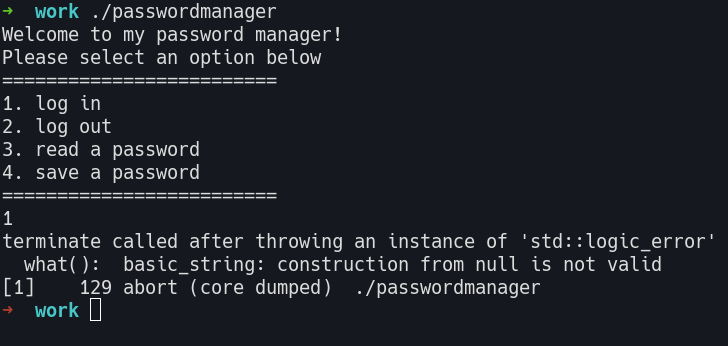 ➜  work ./passwordmanager
Welcome to my password manager!
Please select an option below
=========================
1. log in
2. log out
3. read a password
4. save a password
=========================
1
terminate called after throwing an instance of 'std::logic_error'
  what():  basic_string: construction from null is not valid
[1]    129 abort (core dumped)  ./passwordmanager
➜  work